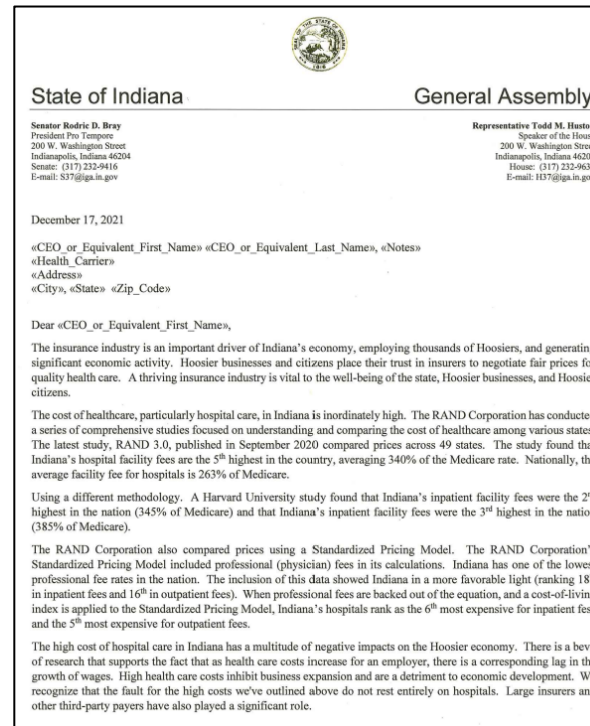 SEAL OF THE STATE OF INDIANA
1816
State of Indiana General Assembly
Senator Rodric D. Bray
President Pro Tempore
200 W. Washington Street
Indianapolis, Indiana 46204
Senate: (317) 232-9416
E-mail: S37@iga.in.gov
Representative Todd M. Husto
Speaker of the Hous
200 W. Washington Stre
Indianapolis, Indiana 4620
House: (317) 232-963
E-mail: H37@iga.in.go
December 17, 2021
«CEO_or_Equivalent_First_Name» «CEO_or_Equivalent_Last_Name», «Notes»
«Health_Carrier»
«Address»
«City», «State» «Zip_Code»
Dear «CEO_or_Equivalent_First_Name»,
The insurance industry is an important driver of Indiana's economy, employing thousands of Hoosiers, and generatin
significant economic activity. Hoosier businesses and citizens place their trust in insurers to negotiate fair prices fo
quality health care. A thriving insurance industry is vital to the well-being of the state, Hoosier businesses, and Hoosie
citizens.
The cost of healthcare, particularly hospital care, in Indiana is inordinately high. The RAND Corporation has conducte
a series of comprehensive studies focused on understanding and comparing the cost of healthcare among various state
The latest study, RAND 3.0, published in September 2020 compared prices across 49 states. The study found tha
Indiana's hospital facility fees are the 5th highest in the country, averaging 340% of the Medicare rate. Nationally, th
average facility fee for hospitals is 263% of Medicare.
Using a different methodology. A Harvard University study found that Indiana's inpatient facility fees were the 2n
highest in the nation (345% of Medicare) and that Indiana's inpatient facility fees were the 3rd highest in the natio
(385% of Medicare).
The RAND Corporation also compared prices using a Standardized Pricing Model. The RAND Corporation'
Standardized Pricing Model included professional (physician) fees in its calculations. Indiana has one of the lowes
professional fee rates in the nation. The inclusion of this data showed Indiana in a more favorable light (ranking 18
in inpatient fees and 16th in outpatient fees). When professional fees are backed out of the equation, and a cost-of-livin
index is applied to the Standardized Pricing Model, Indiana's hospitals rank as the 6th most expensive for inpatient fee
and the 5th most expensive for outpatient fees.
The high cost of hospital care in Indiana has a multitude of negative impacts on the Hoosier economy. There is a bev
of research that supports the fact that as health care costs increase for an employer, there is a corresponding lag in th
growth of wages. High health care costs inhibit business expansion and are a detriment to economic development. W
recognize that the fault for the high costs we've outlined above do not rest entirely on hospitals. Large insurers an
other third-party payers have also played a significant role.